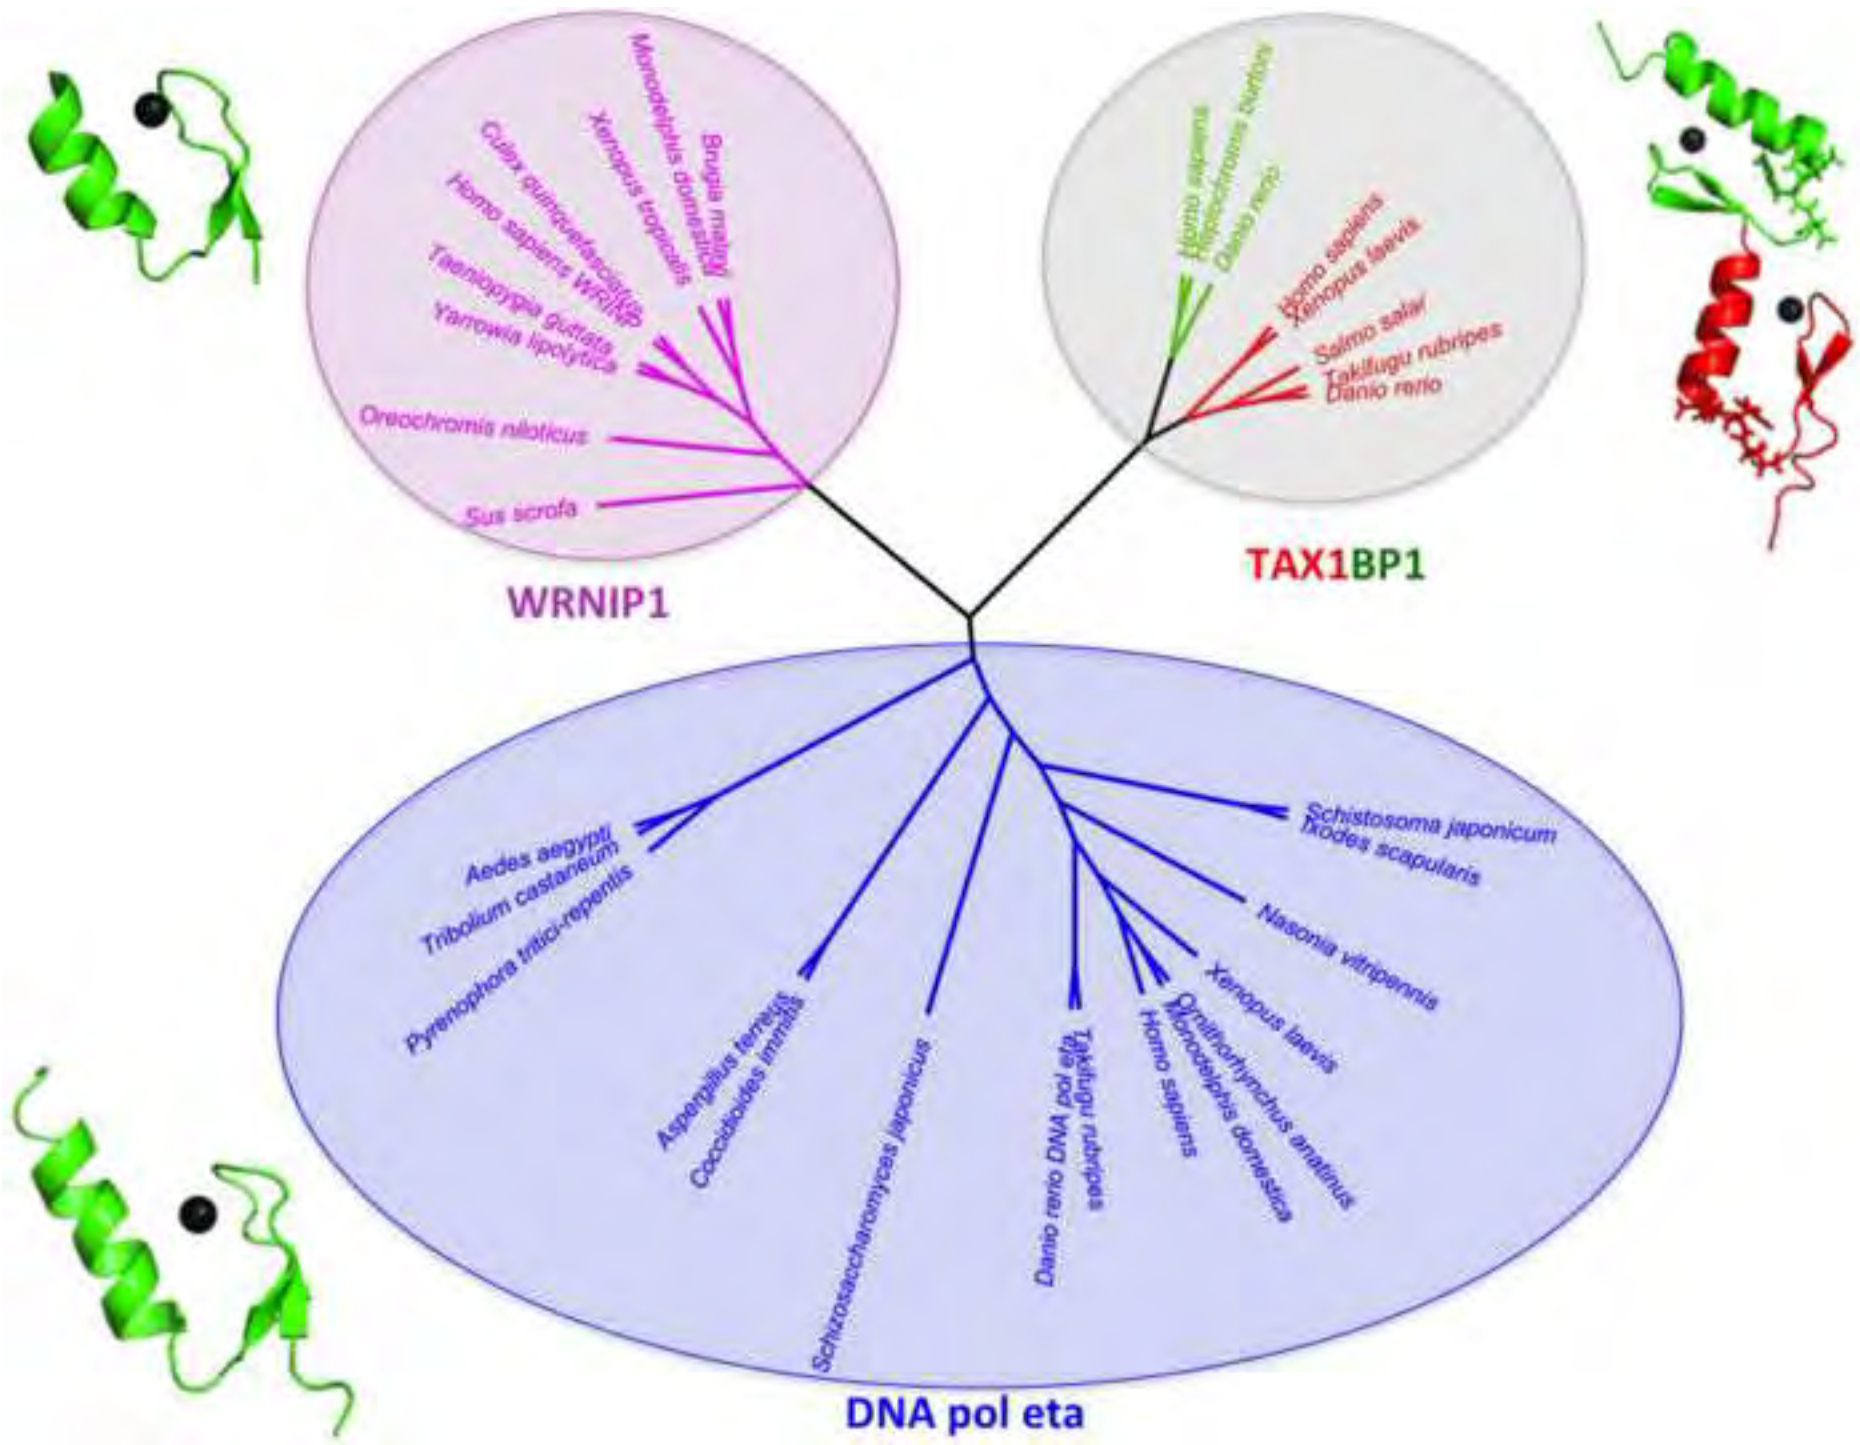 Monodelphis domestica
Brugia malayi
Xenopus tropicalis
Culex quinquefasciatus
Homo sapiens WRNIP
Taeniopygia guttata
Yarrowia lipolytica
Oreochromis niloticus
Sus scrofa
WRNIP1
Homo sapiens
Haplochromis burtoni
Danio rerio
Homo sapiens
Xenopus laevis
Salmo salar
Takifugu rubripes
Danio rerio
TAX1BP1
Aedes aegypti
Tribolium castaneum
Pyrenophora tritici-repentis
Aspergillus terreus
Coccidioides immitis
Schizosaccharomyces japonicus
Danio rerio DNA pol eta
Takifugu rubripes
Homo sapiens
Monodelphis domestica
Ornithorhynchus anatinus
Xenopus laevis
Nasonia vitripennis
Schistosoma japonicum
Ixodes scapularis
DNA pol eta